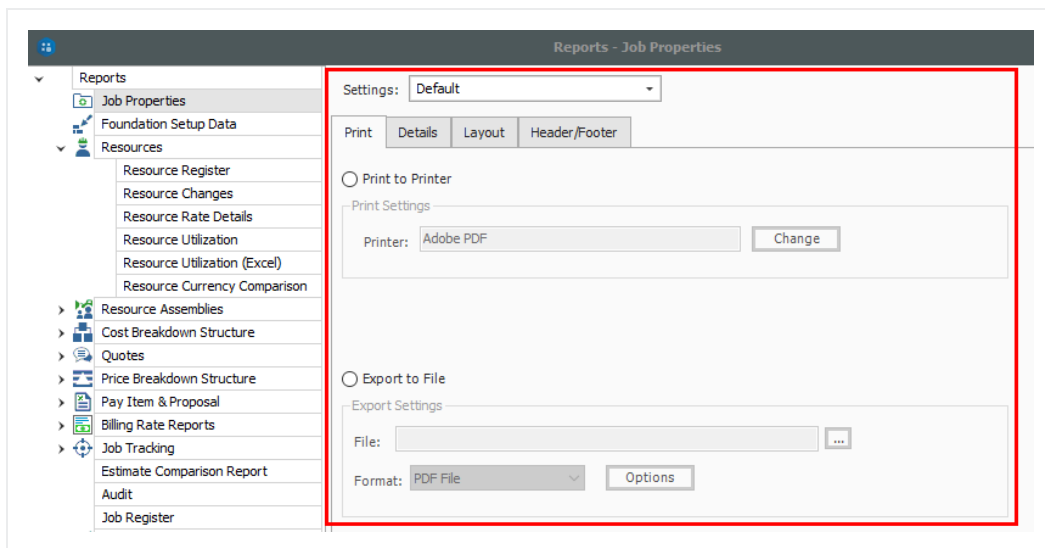 Reports - Job Properties
Reports
Job Properties
Foundation Setup Data
Resources
Resource Register
Resource Changes
Resource Rate Details
Resource Utilization
Resource Utilization (Excel)
Resource Currency Comparison
Resource Assemblies
Cost Breakdown Structure
Quotes
Price Breakdown Structure
Pay Item & Proposal
Billing Rate Reports
Job Tracking
Estimate Comparison Report
Audit
Job Register
Settings: Default
Print Details Layout Header/Footer
Print to Printer
Print Settings
Printer: Adobe PDF Change
Export to File
Export Settings
File: ...
Format: PDF File Options